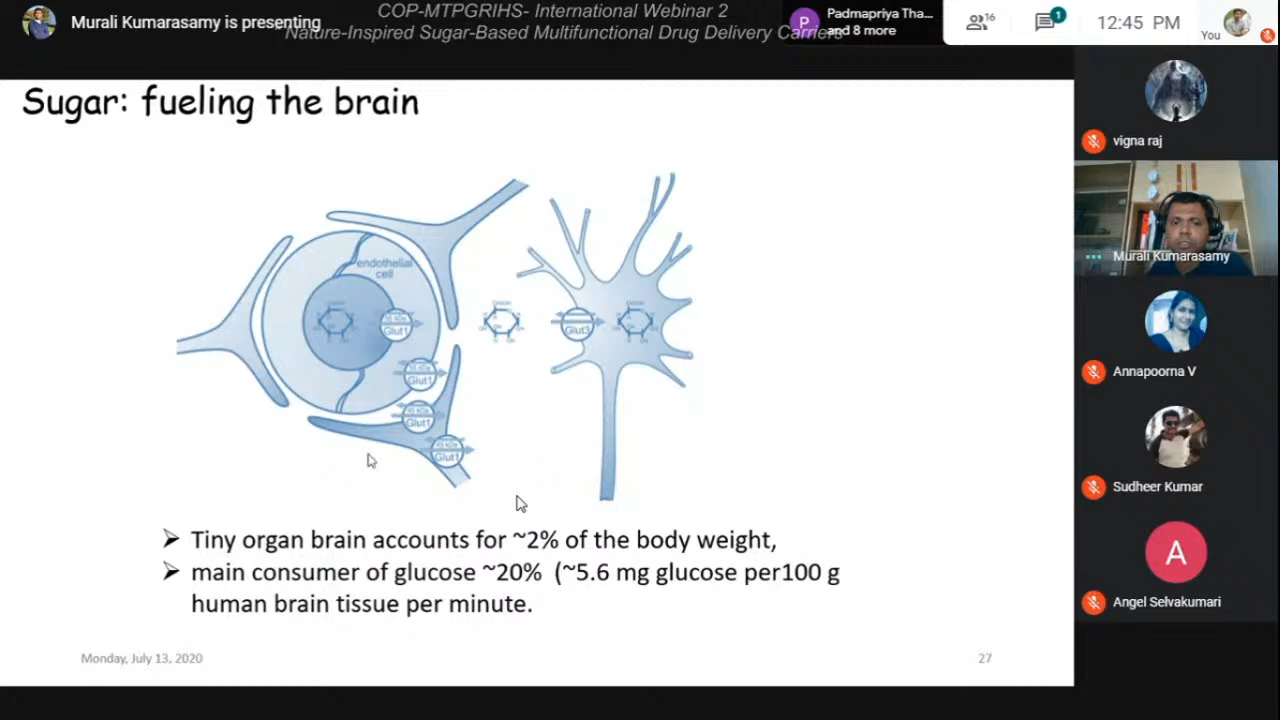 COP-MTPGRIHS- International Webinar 2
Murali Kumarasamy is presenting
Nature-Inspired Sugar-Based Multifunctional Drug Delivery Carriers
P
Padmapriya Tha...
and 8 more
16
1
12:45 PM
You
Sugar: fueling the brain
endothelial
cell
Glut1
Glut3
Glut1
Glut1
Glut1
➢ Tiny organ brain accounts for ~2% of the body weight,
➢ main consumer of glucose ~20% (~5.6 mg glucose per100 g
human brain tissue per minute.
Monday, July 13, 2020
27
vigna raj
Murali Kumarasamy
Annapoorna V
Sudheer Kumar
A
Angel Selvakumari